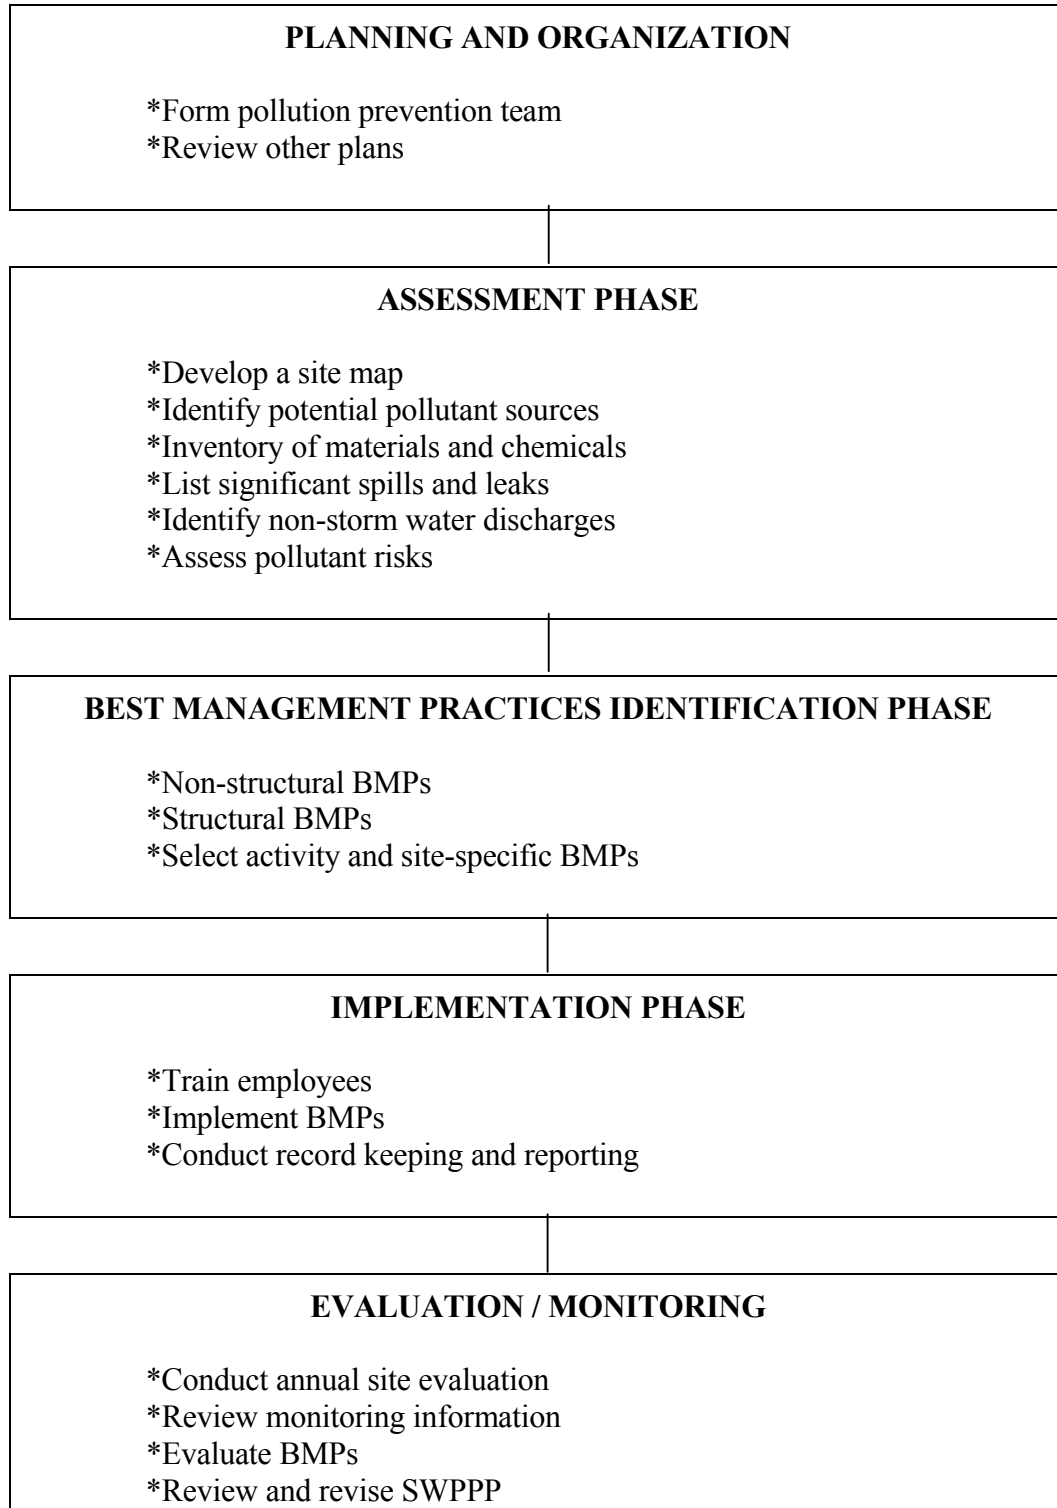 PLANNING AND ORGANIZATION
*Form pollution prevention team
*Review other plans
ASSESSMENT PHASE
*Develop a site map
*Identify potential pollutant sources
*Inventory of materials and chemicals
*List significant spills and leaks
*Identify non-storm water discharges
*Assess pollutant risks
BEST MANAGEMENT PRACTICES IDENTIFICATION PHASE
*Non-structural BMPs
*Structural BMPs
*Select activity and site-specific BMPs
IMPLEMENTATION PHASE
*Train employees
*Implement BMPs
*Conduct record keeping and reporting
EVALUATION / MONITORING
*Conduct annual site evaluation
*Review monitoring information
*Evaluate BMPs
*Review and revise SWPPP